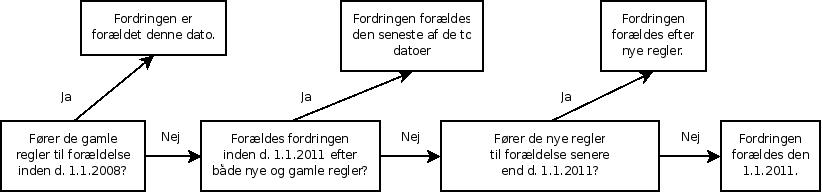 Fordringen er
forældet denne dato.
Fordringen forældes
den seneste af de to
datoer
Fordringen
forældes efter
nye regler.
Ja
Ja
Ja
Fører de gamle
regler til forældelse
inden d. 1.1.2008?
Nej
Forældes fordringen
inden d. 1.1.2011 efter
både nye og gamle regler?
Nej
Fører de nye regler
til forældelse senere
end d. 1.1.2011?
Nej
Fordringen
forældes den
1.1.2011.